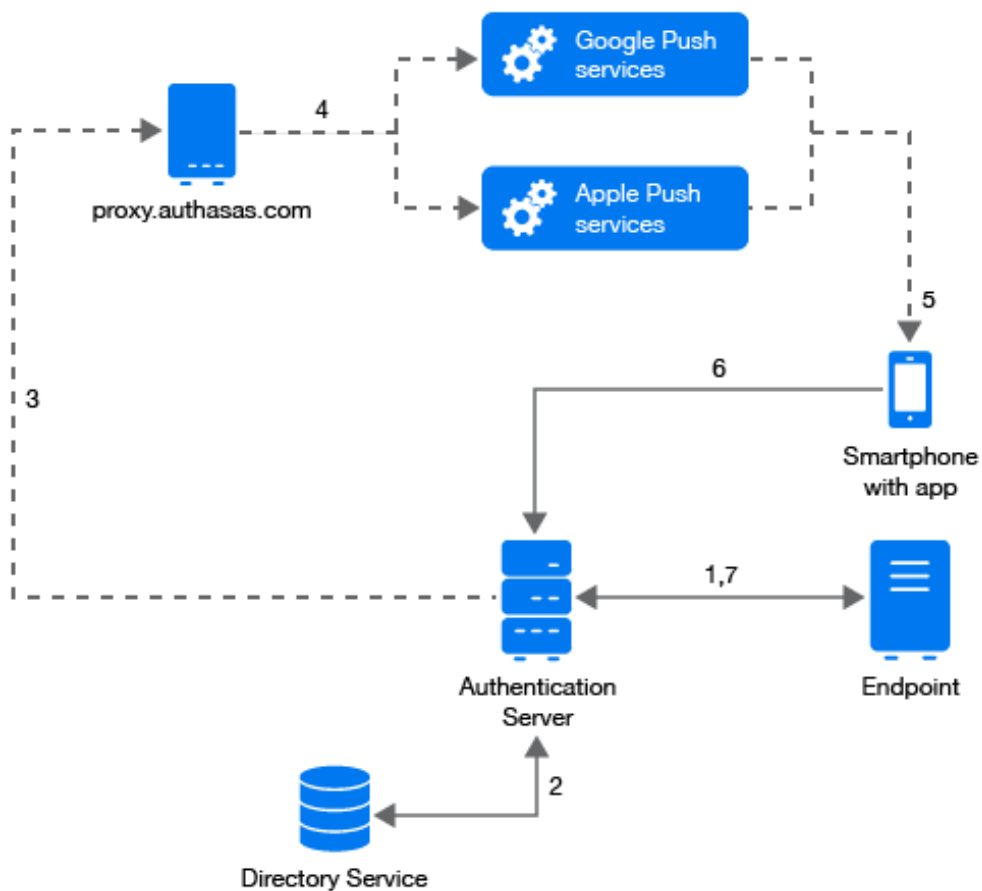 Google Push
services
4
proxy.authasas.com
Apple Push
services
5
3
6
Smartphone
with app
1,7
Authentication
Server
Endpoint
2
Directory Service